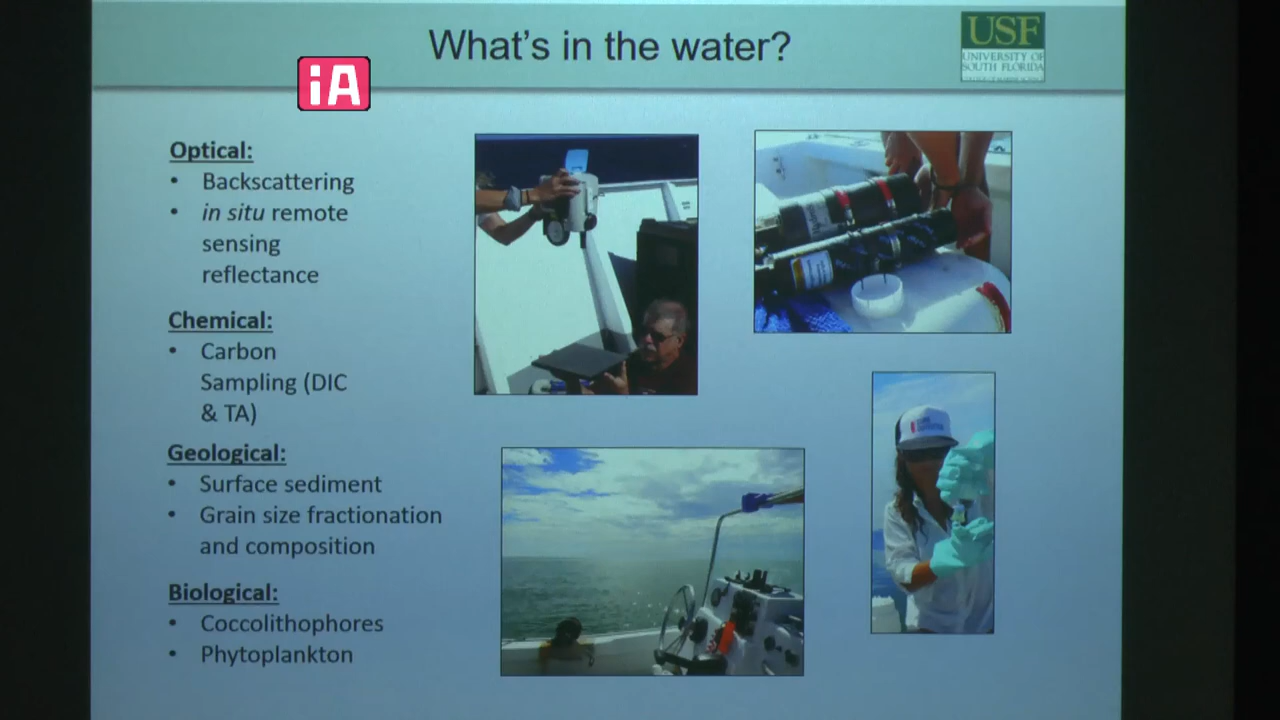 What's in the water?
USF
UNIVERSITY OF
SOUTH FLORIDA
iA
Optical:
• Backscattering
• in situ remote
sensing
reflectance
Chemical:
• Carbon
Sampling (DIC
& TA)
Geological:
• Surface sediment
• Grain size fractionation
and composition
Biological:
• Coccolithophores
• Phytoplankton